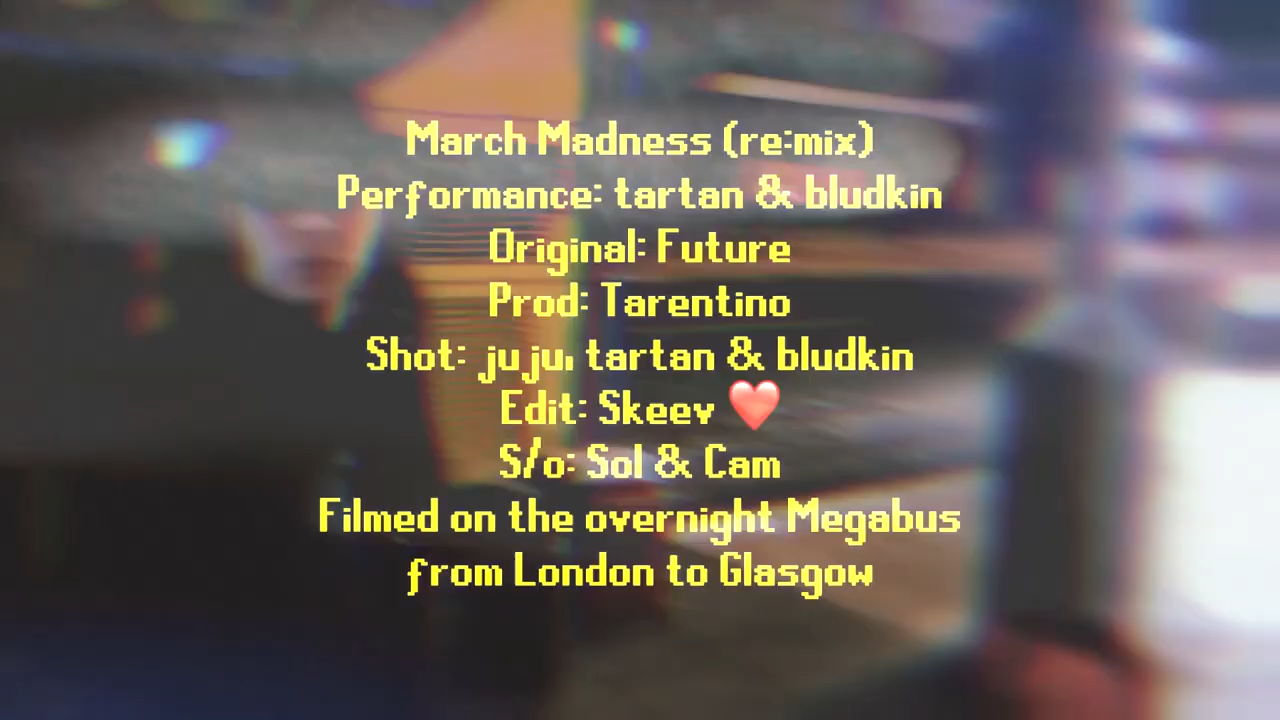 March Madness (re:mix)
Performance: tartan & bludkin
Original: Future
Prod: Tarentino
Shot: juju, tartan & bludkin
Edit: Skeev ❤️
S/o: Sol & Cam
Filmed on the overnight Megabus
from London to Glasgow